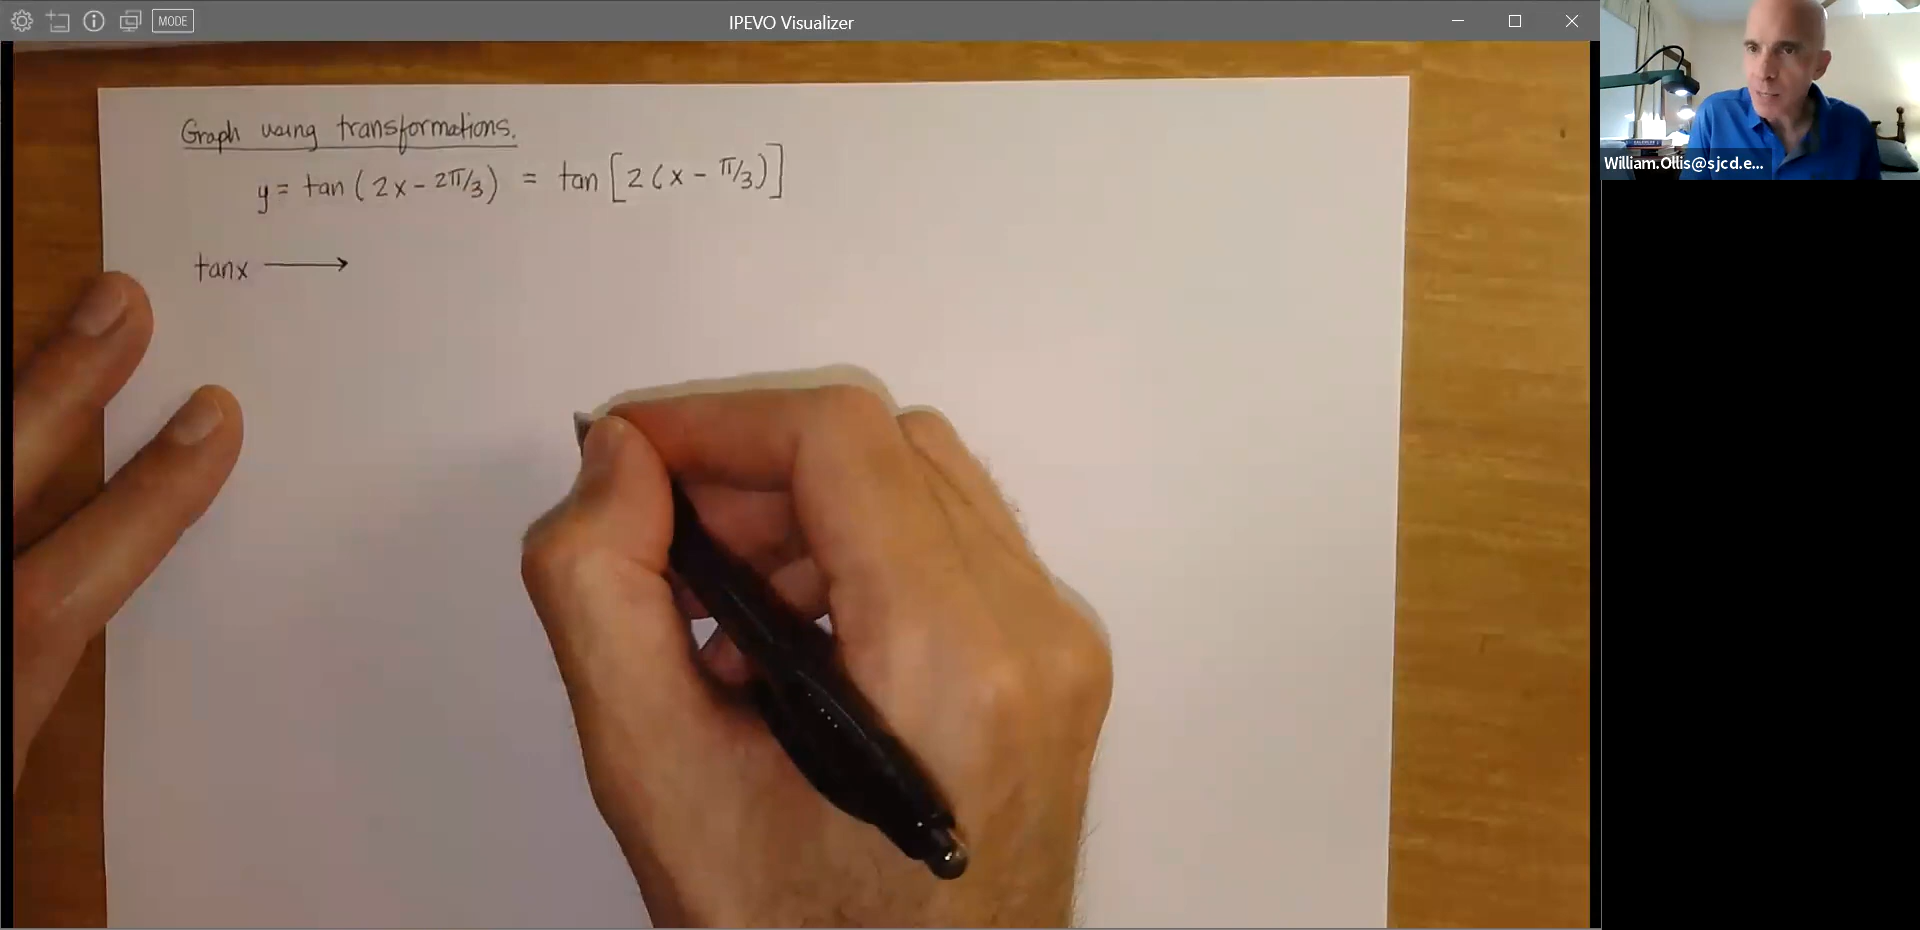 MODE
IPEVO Visualizer
Graph using transformations.
y = tan (2x - 2π/3) = tan [2(x - π/3)]
tanx ⟶
William.Ollis@sjcd.e...